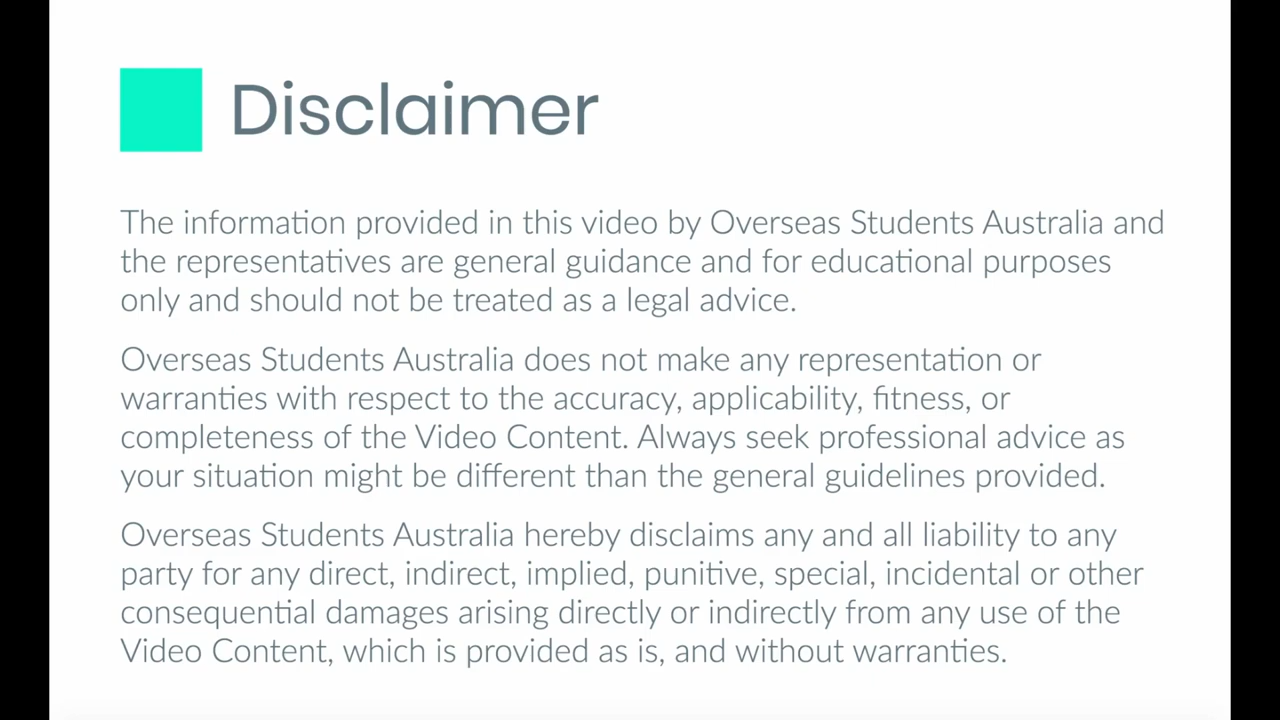 Disclaimer
The information provided in this video by Overseas Students Australia and
the representatives are general guidance and for educational purposes
only and should not be treated as a legal advice.
Overseas Students Australia does not make any representation or
warranties with respect to the accuracy, applicability, fitness, or
completeness of the Video Content. Always seek professional advice as
your situation might be different than the general guidelines provided.
Overseas Students Australia hereby disclaims any and all liability to any
party for any direct, indirect, implied, punitive, special, incidental or other
consequential damages arising directly or indirectly from any use of the
Video Content, which is provided as is, and without warranties.